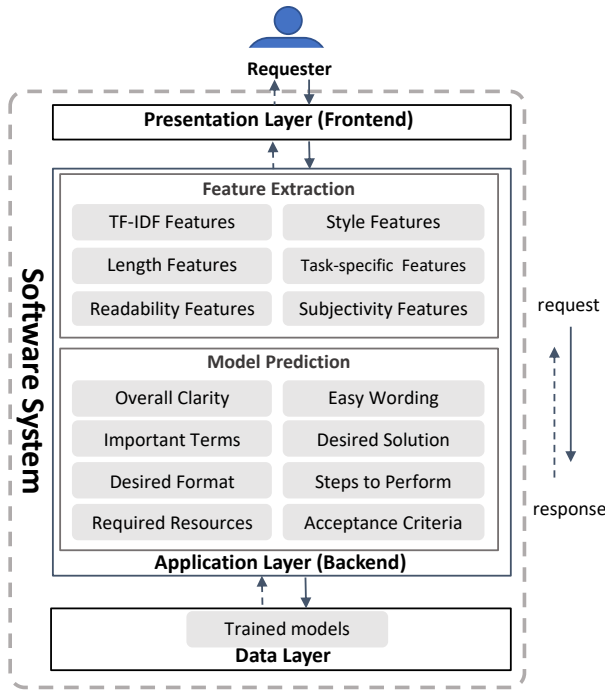 Requester
Presentation Layer (Frontend)
Software System
Feature Extraction
TF-IDF Features
Style Features
Length Features
Task-specific Features
Readability Features
Subjectivity Features
Model Prediction
Overall Clarity
Easy Wording
Important Terms
Desired Solution
Desired Format
Steps to Perform
Required Resources
Acceptance Criteria
Application Layer (Backend)
Trained models
Data Layer
request
response